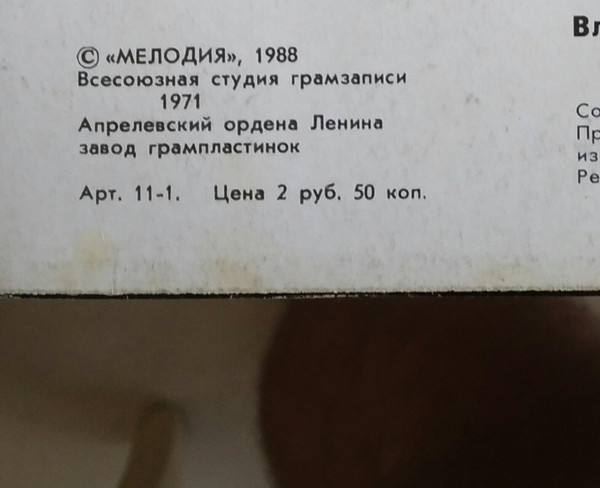 © «МЕЛОДИЯ», 1988
Всесоюзная студия грамзаписи
1971
Апрелевский ордена Ленина
завод грампластинок
Арт. 11-1. Цена 2 руб. 50 коп.